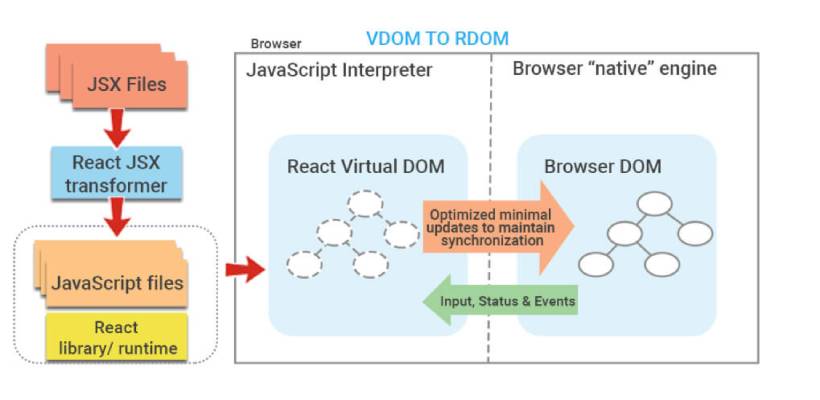 VDOM TO RDOM
Browser
JavaScript Interpreter
Browser “native” engine
JSX Files
React JSX
transformer
JavaScript files
React
library/ runtime
React Virtual DOM
Browser DOM
Optimized minimal
updates to maintain
synchronization
Input, Status & Events